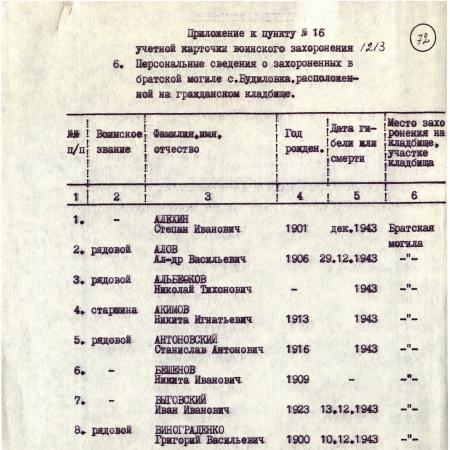 Приложение к пункту № 16
учетной карточки воинского захоронения 1213
72
6. Персональные сведения о захороненных в
братской могиле с.Будиловка,расположен-
ной на гражданском кладбище.
№№ п/п Воинское звание Фамилия,имя, отчество Год рожден. Дата ги- бели или смерти Место захо ронения на кладбище, участке кладбища
1 2 3 4 5 6
1. – АЛЕХИН
Степан Иванович 1901 дек.1943 Братская
могила
2. рядовой АЛОВ
Ал-др Васильевич 1906 29.12.1943 –"–
3. рядовой АЛЬБЕСКОВ
Николай Тихонович – 1943 –"–
4. старшина АКИМОВ
Никита Игнатьевич 1913 1943 –"–
5. рядовой АНТОНОВСКИЙ
Станислав Антонович 1916 1943 –"–
6. – БЕШЕНОВ
Никита Иванович 1909 – –"–
7. – ВЫГОВСКИЙ
Иван Иванович 1923 13.12.1943 –"–
8. рядовой ВИНОГРАДЕНКО
Григорий Васильевич 1900 10.12.1943 –"–